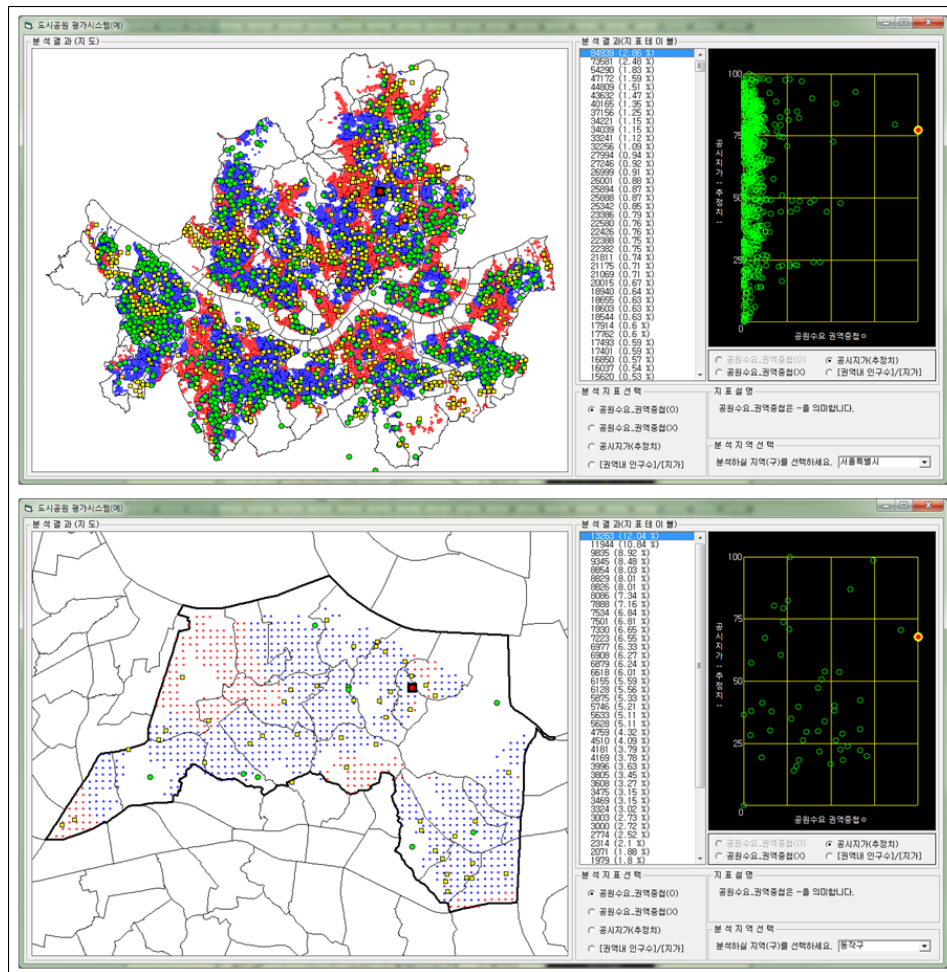 도시공원 평가시스템(예)
분석결과(지도)
분석결과(지표테이블)
84939 (2.86 %)
73581 (2.48 %)
54290 (1.83 %)
47172 (1.59 %)
44809 (1.51 %)
43632 (1.47 %)
40165 (1.35 %)
37156 (1.25 %)
34221 (1.15 %)
34039 (1.15 %)
33241 (1.12 %)
32256 (1.09 %)
27994 (0.94 %)
27246 (0.92 %)
26999 (0.91 %)
26001 (0.88 %)
25894 (0.87 %)
25888 (0.87 %)
25342 (0.85 %)
23386 (0.79 %)
22580 (0.76 %)
22426 (0.76 %)
22388 (0.75 %)
22382 (0.75 %)
21811 (0.74 %)
21175 (0.71 %)
21069 (0.71 %)
20015 (0.67 %)
18940 (0.64 %)
18655 (0.63 %)
18603 (0.63 %)
18544 (0.63 %)
17914 (0.6 %)
17762 (0.6 %)
17493 (0.59 %)
17401 (0.59 %)
16850 (0.57 %)
16037 (0.54 %)
15620 (0.53 %)
100
75
50
25
0
공시지가(추정치)
공원수요_권역중첩o
공원수요_권역중첩(O)
공시지가(추정치)
공원수요_권역중첩(X)
[권역내 인구수]/[지가]
분석지표선택
공원수요_권역중첩(O)
공원수요_권역중첩(X)
공시지가(추정치)
[권역내 인구수]/[지가]
지표설명
공원수요_권역중첩은 ~을 의미합니다.
분석지역선택
분석하실 지역(구)를 선택하세요.
서울특별시
도시공원 평가시스템(예)
분석결과(지도)
분석결과(지표테이블)
13263 (12.04 %)
11944 (10.84 %)
9835 (8.92 %)
9345 (8.48 %)
8854 (8.03 %)
8829 (8.01 %)
8826 (8.01 %)
8086 (7.34 %)
7888 (7.16 %)
7534 (6.84 %)
7501 (6.81 %)
7330 (6.65 %)
7223 (6.55 %)
6977 (6.33 %)
6908 (6.27 %)
6879 (6.24 %)
6618 (6.01 %)
6155 (5.59 %)
6128 (5.56 %)
5875 (5.33 %)
5746 (5.21 %)
5633 (5.11 %)
5628 (5.11 %)
4759 (4.32 %)
4510 (4.09 %)
4181 (3.79 %)
4169 (3.78 %)
3996 (3.63 %)
3805 (3.45 %)
3608 (3.27 %)
3475 (3.15 %)
3469 (3.15 %)
3324 (3.02 %)
3003 (2.73 %)
3000 (2.72 %)
2774 (2.52 %)
2314 (2.1 %)
2071 (1.88 %)
1979 (1.8 %)
100
75
50
25
0
공시지가(추정치)
공원수요_권역중첩o
공원수요_권역중첩(O)
공시지가(추정치)
공원수요_권역중첩(X)
[권역내 인구수]/[지가]
분석지표선택
공원수요_권역중첩(O)
공원수요_권역중첩(X)
공시지가(추정치)
[권역내 인구수]/[지가]
지표설명
공원수요_권역중첩은 ~을 의미합니다.
분석지역선택
분석하실 지역(구)를 선택하세요.
동작구